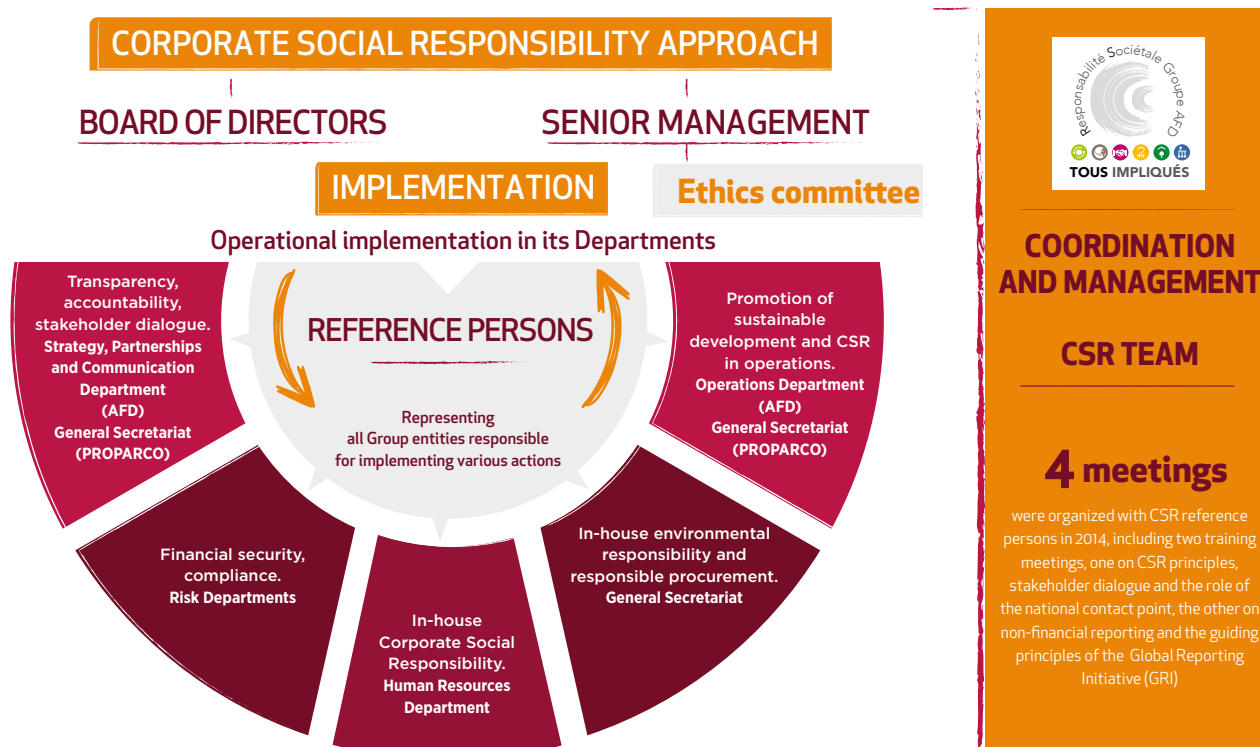 CORPORATE SOCIAL RESPONSIBILITY APPROACH
BOARD OF DIRECTORS
SENIOR MANAGEMENT
IMPLEMENTATION
Ethics committee
Operational implementation in its Departments
Transparency,
accountability,
stakeholder dialogue.
Strategy, Partnerships
and Communication
Department
(AFD)
General Secretariat
(PROPARCO)
REFERENCE PERSONS
Representing
all Group entities responsible
for implementing various actions
Promotion of
sustainable
development and CSR
in operations.
Operations Department
(AFD)
General Secretariat
(PROPARCO)
Financial security,
compliance.
Risk Departments
In-house
Corporate Social
Responsibility.
Human Resources
Department
In-house environmental
responsibility and
responsible procurement.
General Secretariat
Responsabilité Sociétale Groupe AFD
TOUS IMPLIQUÉS
COORDINATION
AND MANAGEMENT
CSR TEAM
4 meetings
were organized with CSR reference
persons in 2014, including two training
meetings, one on CSR principles,
stakeholder dialogue and the role of
the national contact point, the other on
non-financial reporting and the guiding
principles of the Global Reporting
Initiative (GRI)